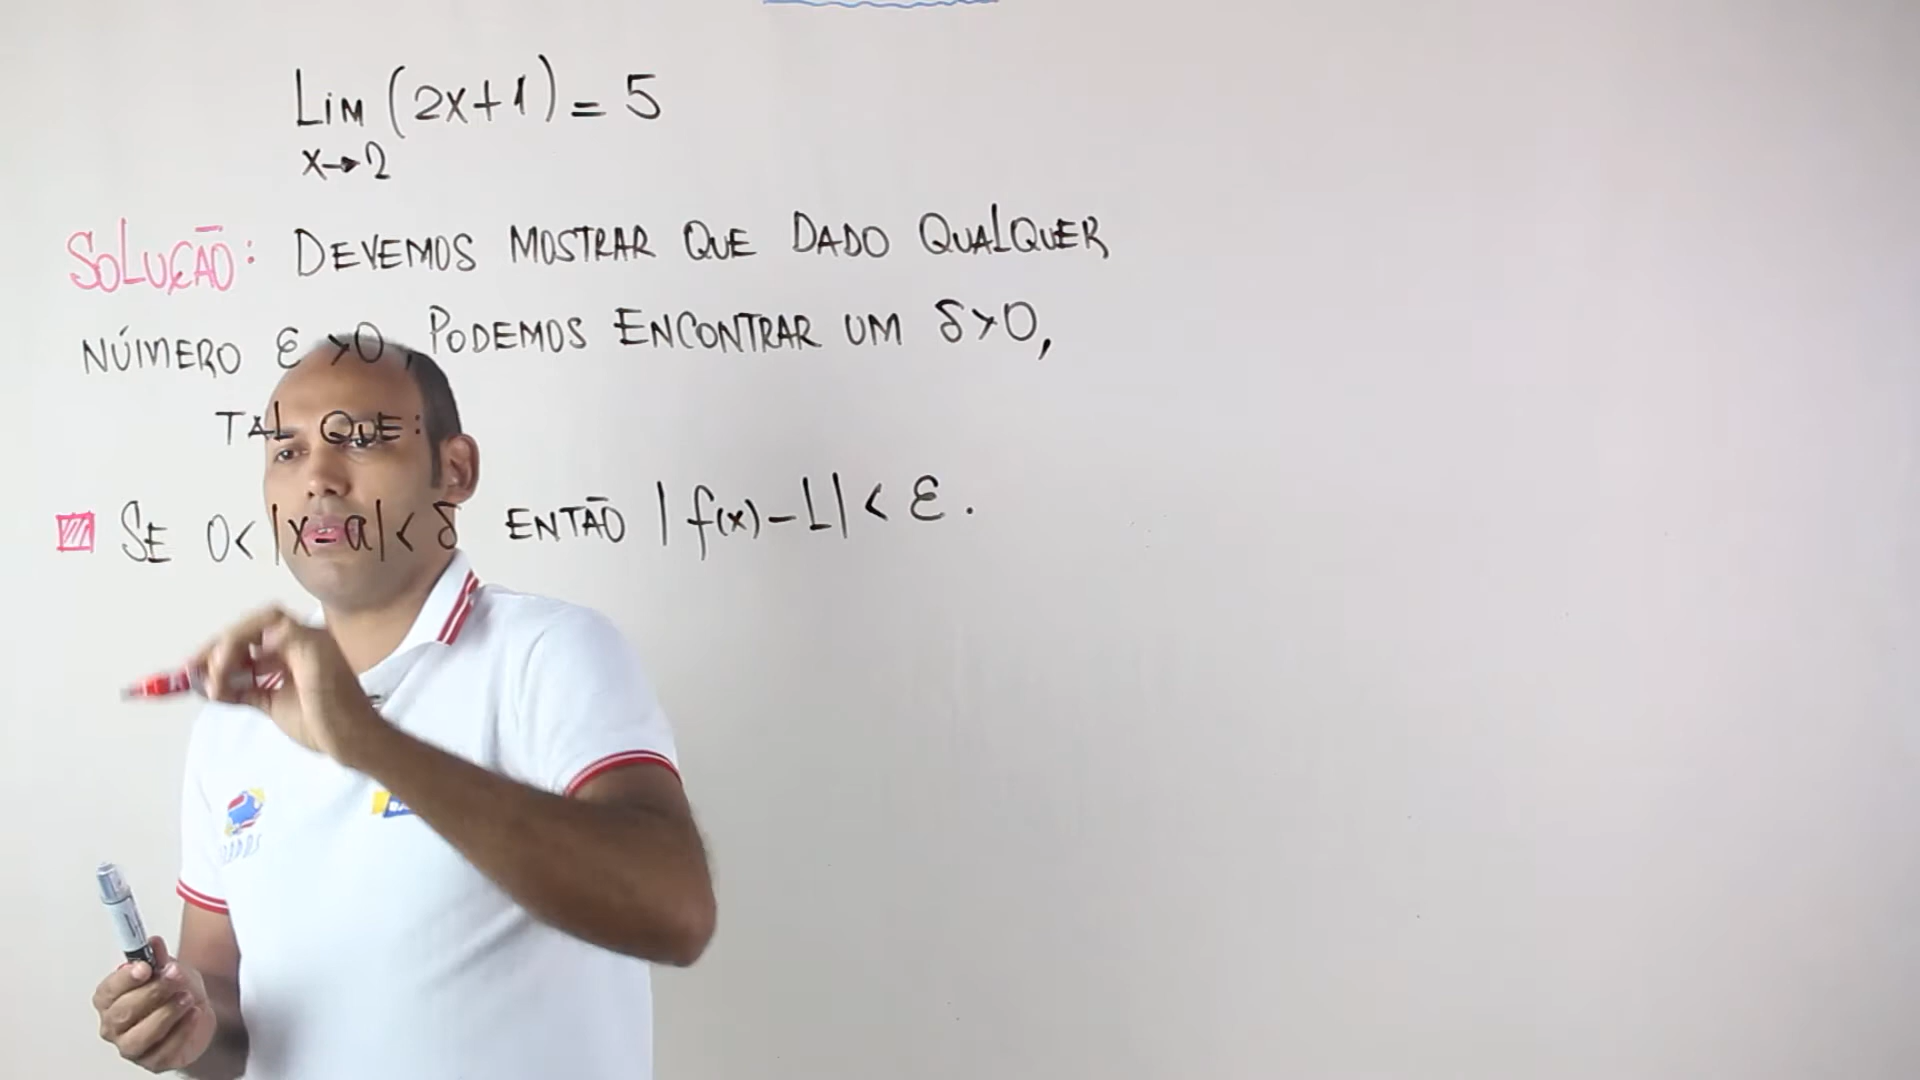 Lim (2x+1) = 5
x→2
SOLUÇÃO: DEVEMOS MOSTRAR QUE DADO QUALQUER
NÚMERO ε >0, PODEMOS ENCONTRAR UM δ>0,
TAL QUE:
SE 0<|x-a|< δ ENTÃO |f(x)-L|< ε.